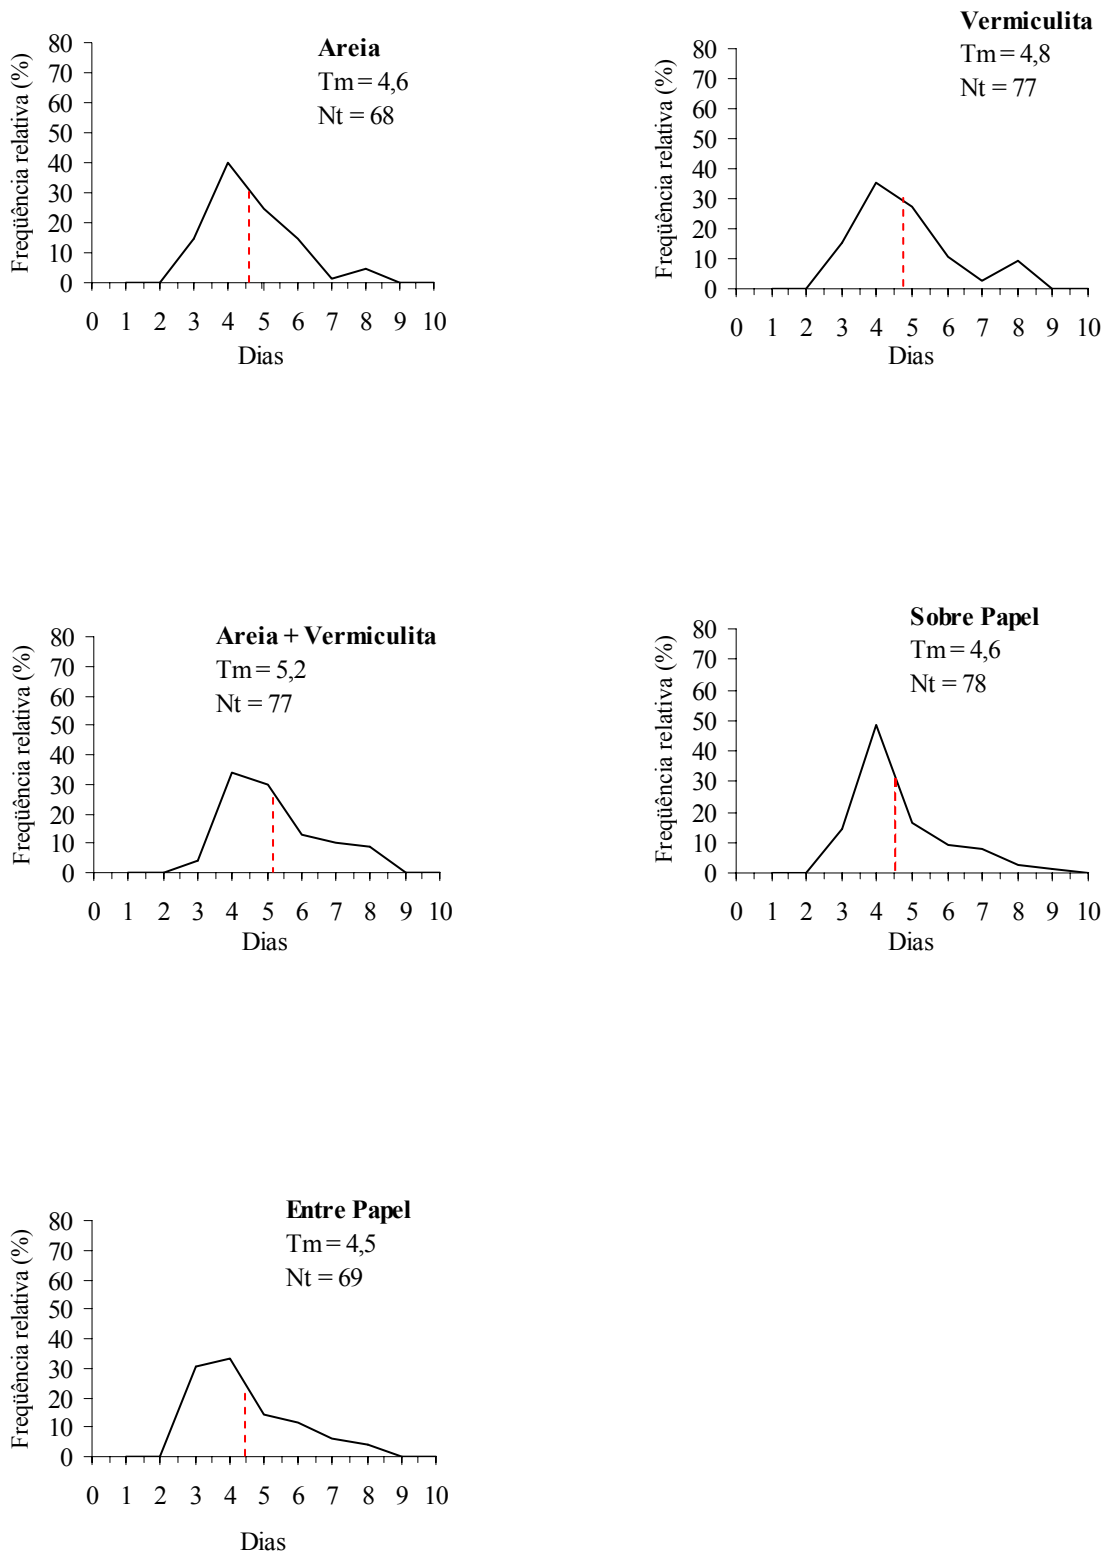 Areia
Tm = 4,6
Nt = 68
Freqüência relativa (%)
80
70
60
50
40
30
20
10
0
0 1 2 3 4 5 6 7 8 9 10
Dias
Vermiculita
Tm = 4,8
Nt = 77
Freqüência relativa (%)
80
70
60
50
40
30
20
10
0
0 1 2 3 4 5 6 7 8 9 10
Dias
Areia + Vermiculita
Tm = 5,2
Nt = 77
Freqüência relativa (%)
80
70
60
50
40
30
20
10
0
0 1 2 3 4 5 6 7 8 9 10
Dias
Sobre Papel
Tm = 4,6
Nt = 78
Freqüência relativa (%)
80
70
60
50
40
30
20
10
0
0 1 2 3 4 5 6 7 8 9 10
Dias
Entre Papel
Tm = 4,5
Nt = 69
Freqüência relativa (%)
80
70
60
50
40
30
20
10
0
0 1 2 3 4 5 6 7 8 9 10
Dias